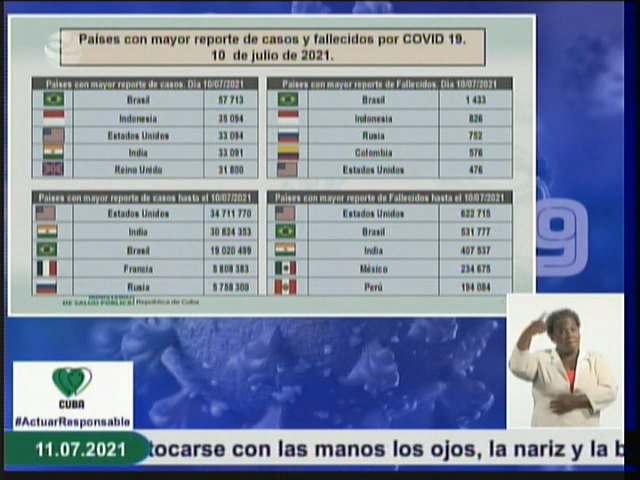 Países con mayor reporte de casos y fallecidos por COVID 19.
10 de julio de 2021.
Países con mayor reporte de casos. Día 10/07/2021
Brasil 57 713
Indonesia 35 094
Estados Unidos 33 094
India 33 091
Reino Unido 31 800
Países con mayor reporte de Fallecidos. Día 10/07/2021
Brasil 1 433
Indonesia 826
Rusia 752
Colombia 576
Estados Unidos 476
Países con mayor reporte de casos hasta el 10/07/2021
Estados Unidos 34 711 770
India 30 824 353
Brasil 19 020 499
Francia 5 808 383
Rusia 5 758 300
Países con mayor reporte de Fallecidos hasta el 10/07/2021
Estados Unidos 622 715
Brasil 531 777
India 407 537
México 234 675
Perú 194 084
DE SALUD PÚBLICA República de Cuba
9
CUBA
#ActuarResponsable
11.07.2021
tocarse con las manos los ojos, la nariz y la b